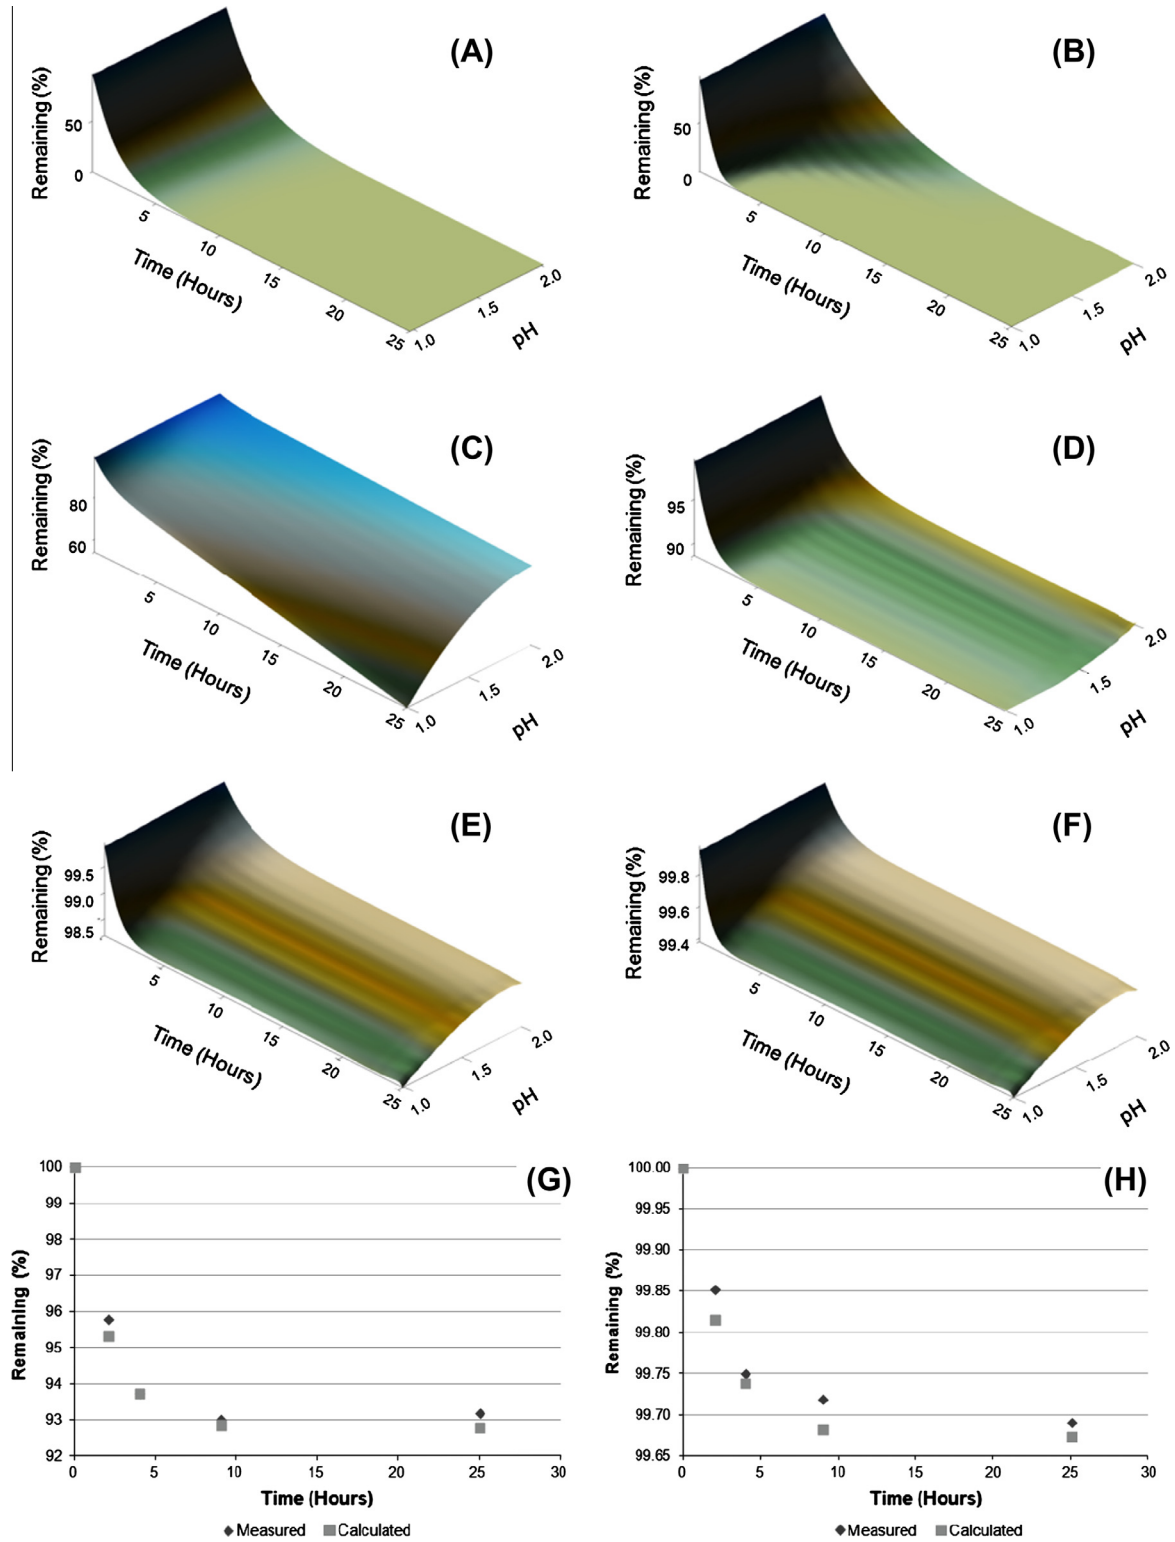 (A)
Remaining (%)
50
0
5
10
15
20
25
Time (Hours)
1.0
1.5
2.0
pH
(B)
Remaining (%)
50
0
5
10
15
20
25
Time (Hours)
1.0
1.5
2.0
pH
(C)
Remaining (%)
80
60
5
10
15
20
25
Time (Hours)
1.0
1.5
2.0
pH
(D)
Remaining (%)
95
90
5
10
15
20
25
Time (Hours)
1.0
1.5
2.0
pH
(E)
Remaining (%)
99.5
99.0
98.5
5
10
15
20
25
Time (Hours)
1.0
1.5
2.0
pH
(F)
Remaining (%)
99.8
99.6
99.4
5
10
15
20
25
Time (Hours)
1.0
1.5
2.0
pH
(G)
Remaining (%)
100
99
98
97
96
95
94
93
92
0 5 10 15 20 25 30
Time (Hours)
Measured Calculated
(H)
Remaining (%)
100.00
99.95
99.90
99.85
99.80
99.75
99.70
99.65
0 5 10 15 20 25 30
Time (Hours)
Measured Calculated